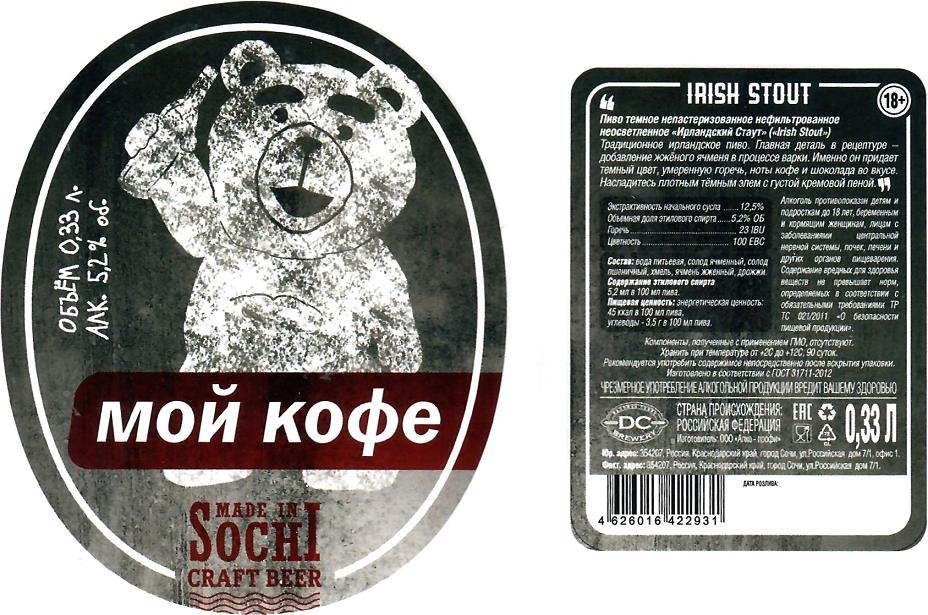 ОБЪЁМ 0,33 л.
АЛК. 5,2 % об.
мой кофе
MADE IN
SOCHI
CRAFT BEER
IRISH STOUT
18+
“
Пиво темное непастеризованное нефильтрованное
неосветленное «Ирландский Стаут» («Irish Stout»)
Традиционное ирландское пиво. Главная деталь в рецептуре –
добавление жжёного ячменя в процессе варки. Именно он придает
темный цвет, умеренную горечь, ноты кофе и шоколада во вкусе.
Насладитесь плотным тёмным элем с густой кремовой пеной.”
Экстрактивность начального сусла ..... 12,5%
Объемная доля этилового спирта ..... 5,2% ОБ
Горечь ..... 23 IBU
Цветность ..... 100 EBC
Состав: вода питьевая, солод ячменный, солод
пшеничный, хмель, ячмень жженный, дрожжи.
Содержание этилового спирта
5,2 мл в 100 мл пива.
Пищевая ценность: энергетическая ценность:
45 ккал в 100 мл пива,
углеводы - 3,5 г в 100 мл пива.
Алкоголь противопоказан детям и
подросткам до 18 лет, беременным
и кормящим женщинам, лицам с
заболеваниями центральной
нервной системы, почек, печени и
других органов пищеварения.
Содержание вредных для здоровья
веществ не превышает норм,
определяемых в соответствии с
обязательными требованиями ТР
ТС 021/2011 «О безопасности
пищевой продукции».
Компоненты, полученные с применением ГМО, отсутствуют.
Хранить при температуре от +2С до +12С, 90 суток.
Рекомендуется употребить содержимое непосредственно после вскрытия упаковки.
Изготовлено в соответствии с ГОСТ 31711-2012
ЧРЕЗМЕРНОЕ УПОТРЕБЛЕНИЕ АЛКОГОЛЬНОЙ ПРОДУКЦИИ ВРЕДИТ ВАШЕМУ ЗДОРОВЬЮ
DC
BREWERY
СТРАНА ПРОИСХОЖДЕНИЯ:
РОССИЙСКАЯ ФЕДЕРАЦИЯ
Изготовитель: ООО «Алко - профи»
EAC
GL
0,33 Л
Юр. адрес: 354207, Россия, Краснодарский край, город Сочи, ул.Российская дом 7/1, офис 1.
Факт. адрес: 354207, Россия, Краснодарский край, город Сочи, ул.Российская дом 7/1.
ДАТА РОЗЛИВА:
4 626016 422931